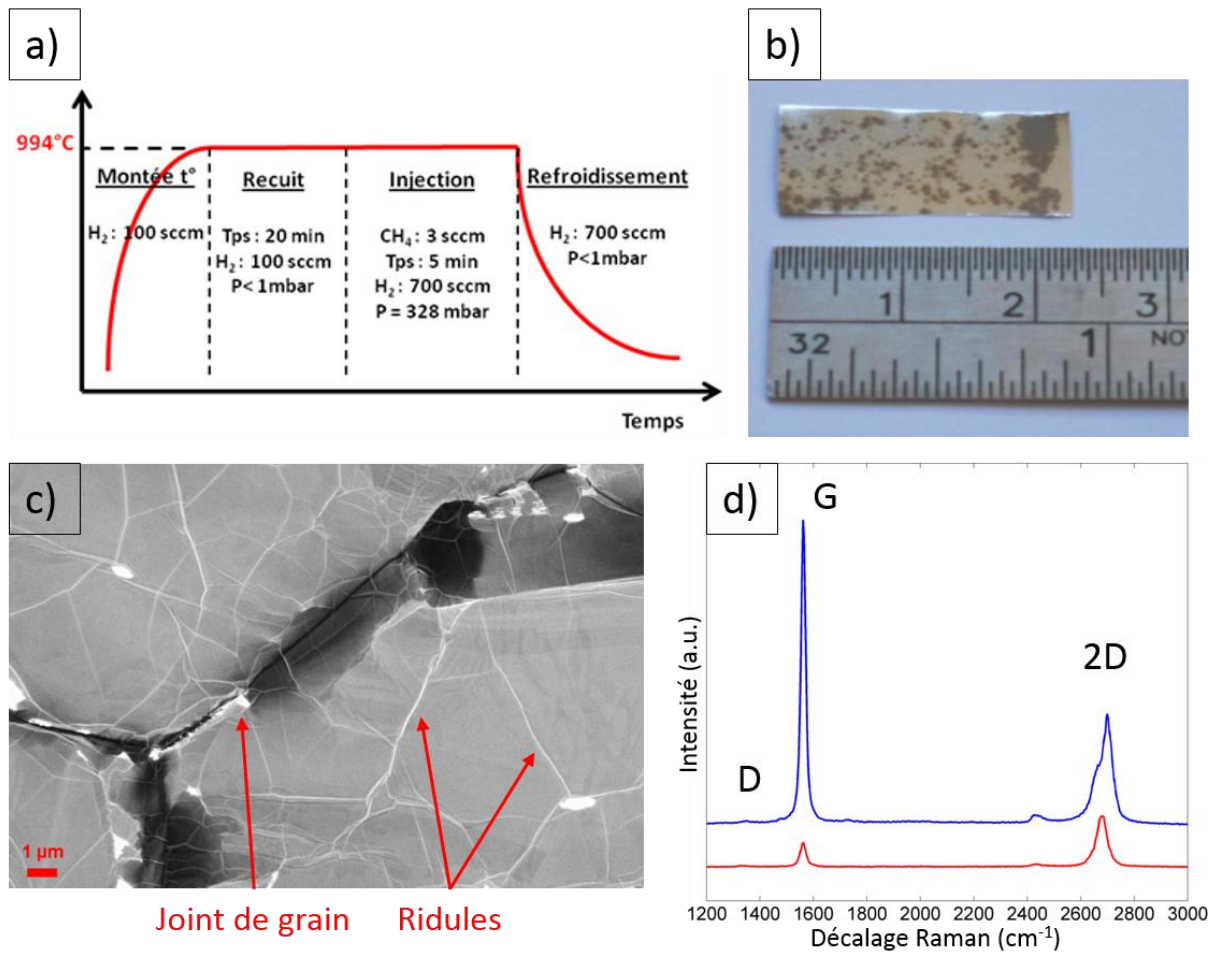 a)
994°C
Montée t°
H₂ : 100 sccm
Recuit
Tps : 20 min
H₂ : 100 sccm
P< 1mbar
Injection
CH₄ : 3 sccm
Tps : 5 min
H₂ : 700 sccm
P = 328 mbar
Refroidissement
H₂ : 700 sccm
P<1mbar
Temps
b)
1 2 3
32 1 NOT
c)
1 µm
Joint de grain Ridules
d)
G
2D
D
Intensité (a.u.)
1200 1400 1600 1800 2000 2200 2400 2600 2800 3000
Décalage Raman (cm⁻¹)